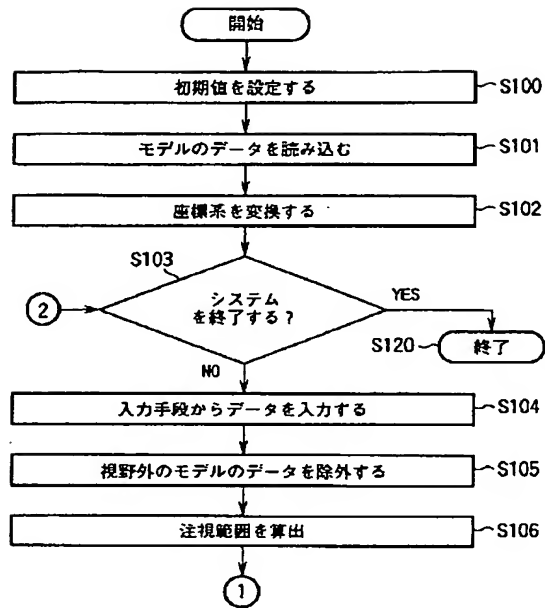 開始
初期値を設定する
S100
モデルのデータを読み込む
S101
座標系を変換する
S102
S103
②
システム
を終了する?
YES
S120
終了
NO
入力手段からデータを入力する
S104
視野外のモデルのデータを除外する
S105
注視範囲を算出
S106
①